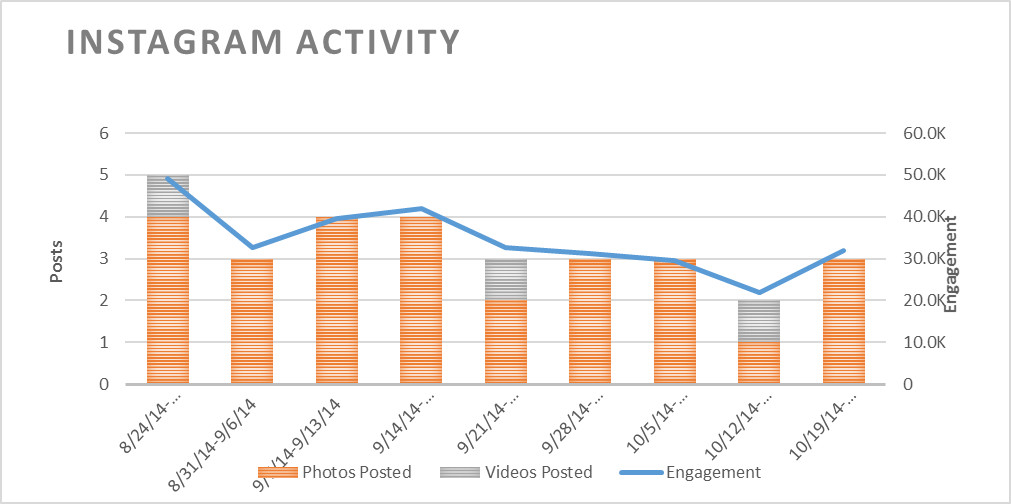 INSTAGRAM ACTIVITY
6
5
4
3
2
1
0
Posts
60.0K
50.0K
40.0K
30.0K
20.0K
10.0K
0
Engagement
8/24/14-...
8/31/14-9/6/14
9/7/14-9/13/14
9/14/14-...
9/21/14-...
9/28/14-...
10/5/14-...
10/12/14-...
10/19/14-...
Photos Posted Videos Posted Engagement